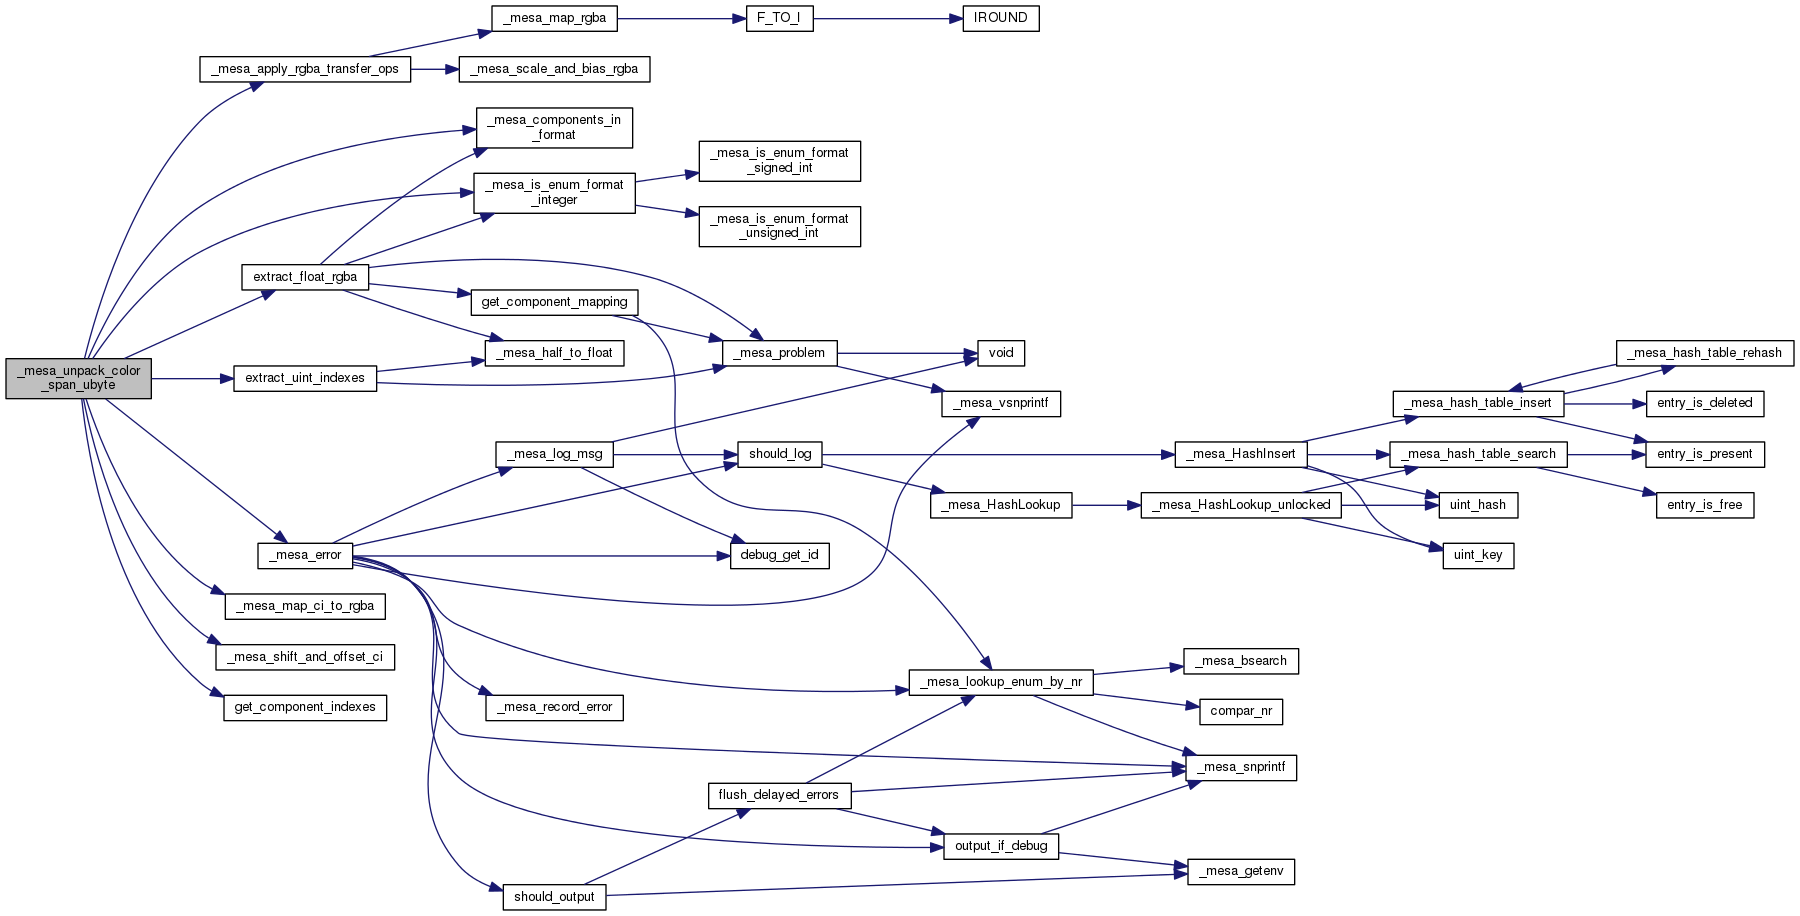 _mesa_map_rgba
F_TO_I
IROUND
_mesa_apply_rgba_transfer_ops
_mesa_scale_and_bias_rgba
_mesa_components_in
_format
_mesa_is_enum_format
_signed_int
_mesa_is_enum_format
_integer
_mesa_is_enum_format
_unsigned_int
extract_float_rgba
get_component_mapping
_mesa_problem
void
_mesa_half_to_float
_mesa_hash_table_rehash
_mesa_unpack_color
_span_ubyte
extract_uint_indexes
_mesa_vsnprintf
_mesa_hash_table_insert
entry_is_deleted
_mesa_log_msg
should_log
_mesa_HashInsert
_mesa_hash_table_search
entry_is_present
_mesa_HashLookup
_mesa_HashLookup_unlocked
uint_hash
entry_is_free
_mesa_error
debug_get_id
uint_key
_mesa_map_ci_to_rgba
_mesa_shift_and_offset_ci
_mesa_bsearch
_mesa_lookup_enum_by_nr
get_component_indexes
_mesa_record_error
compar_nr
_mesa_snprintf
flush_delayed_errors
output_if_debug
_mesa_getenv
should_output